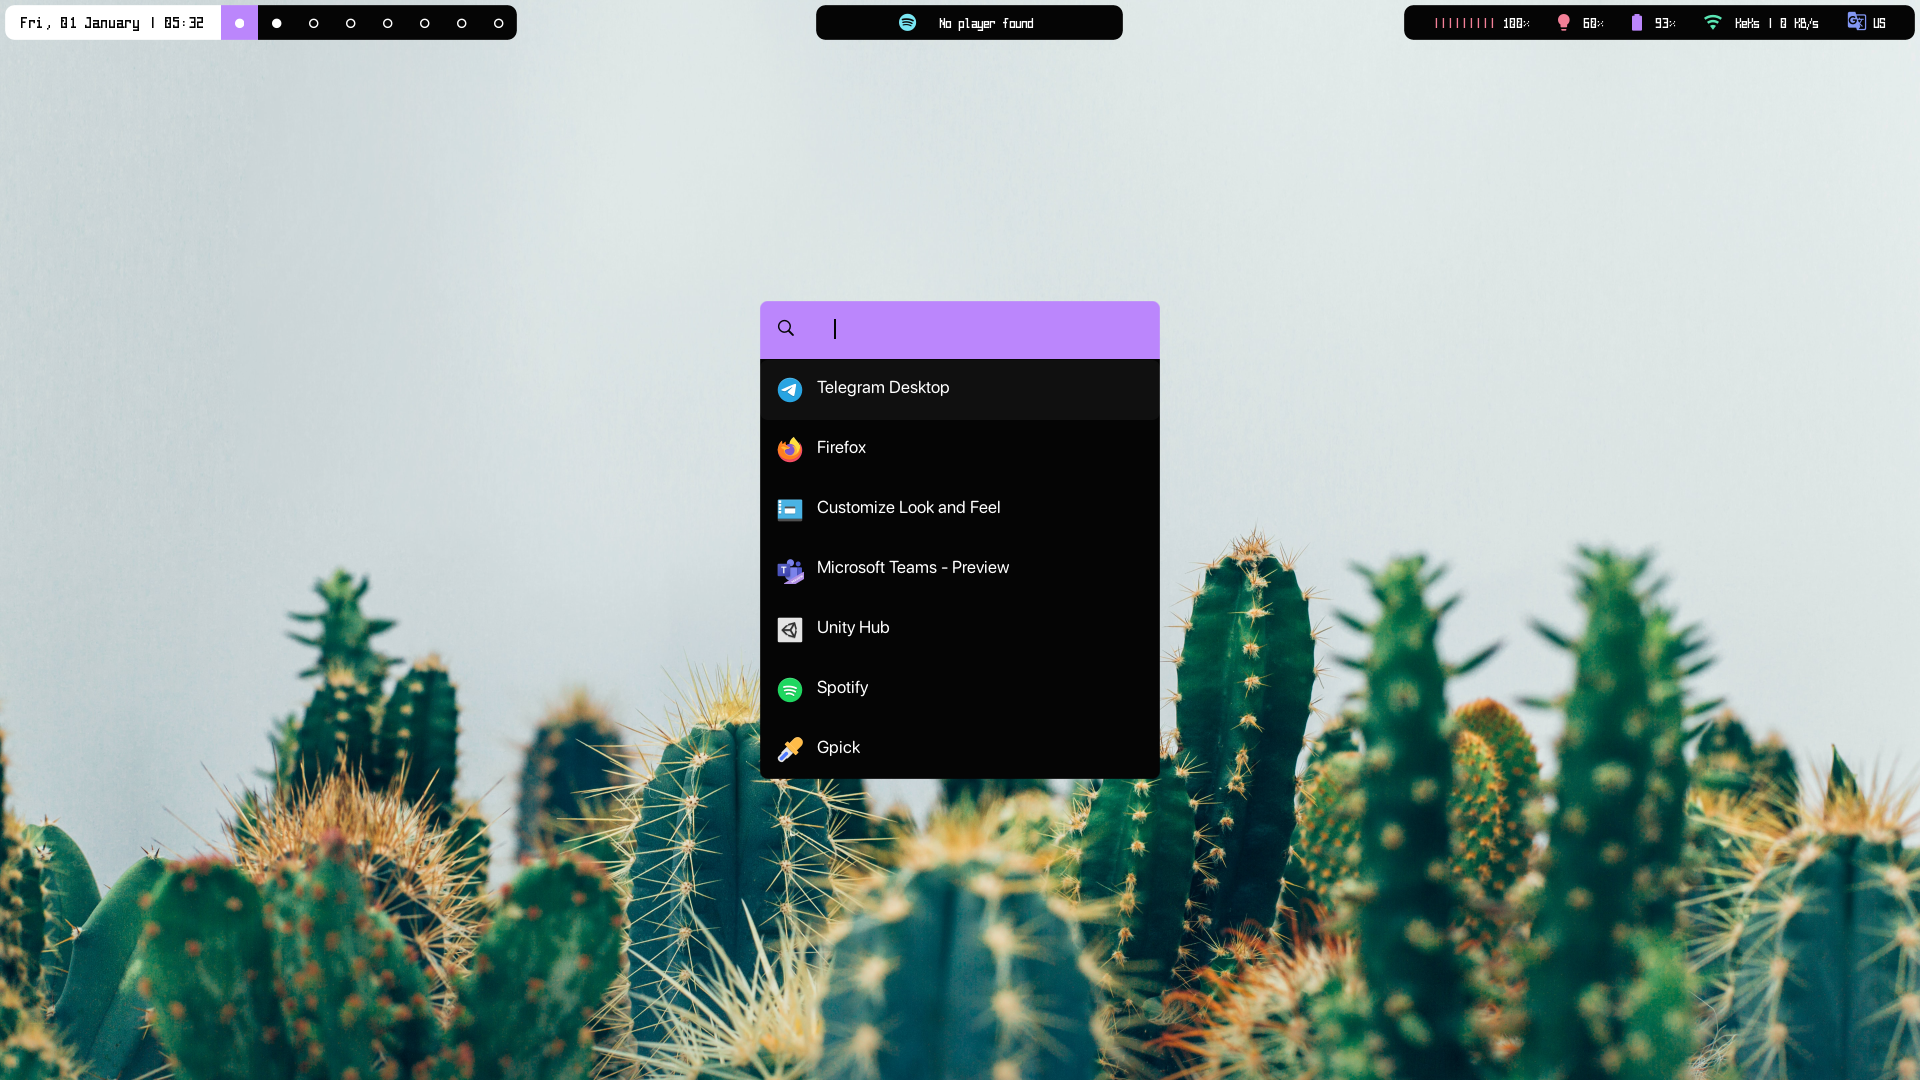 Fri, 01 January | 05:32
No player found
100%
60%
93%
KeKs | 0 KB/s
US
Telegram Desktop
Firefox
Customize Look and Feel
Microsoft Teams - Preview
Unity Hub
Spotify
Gpick